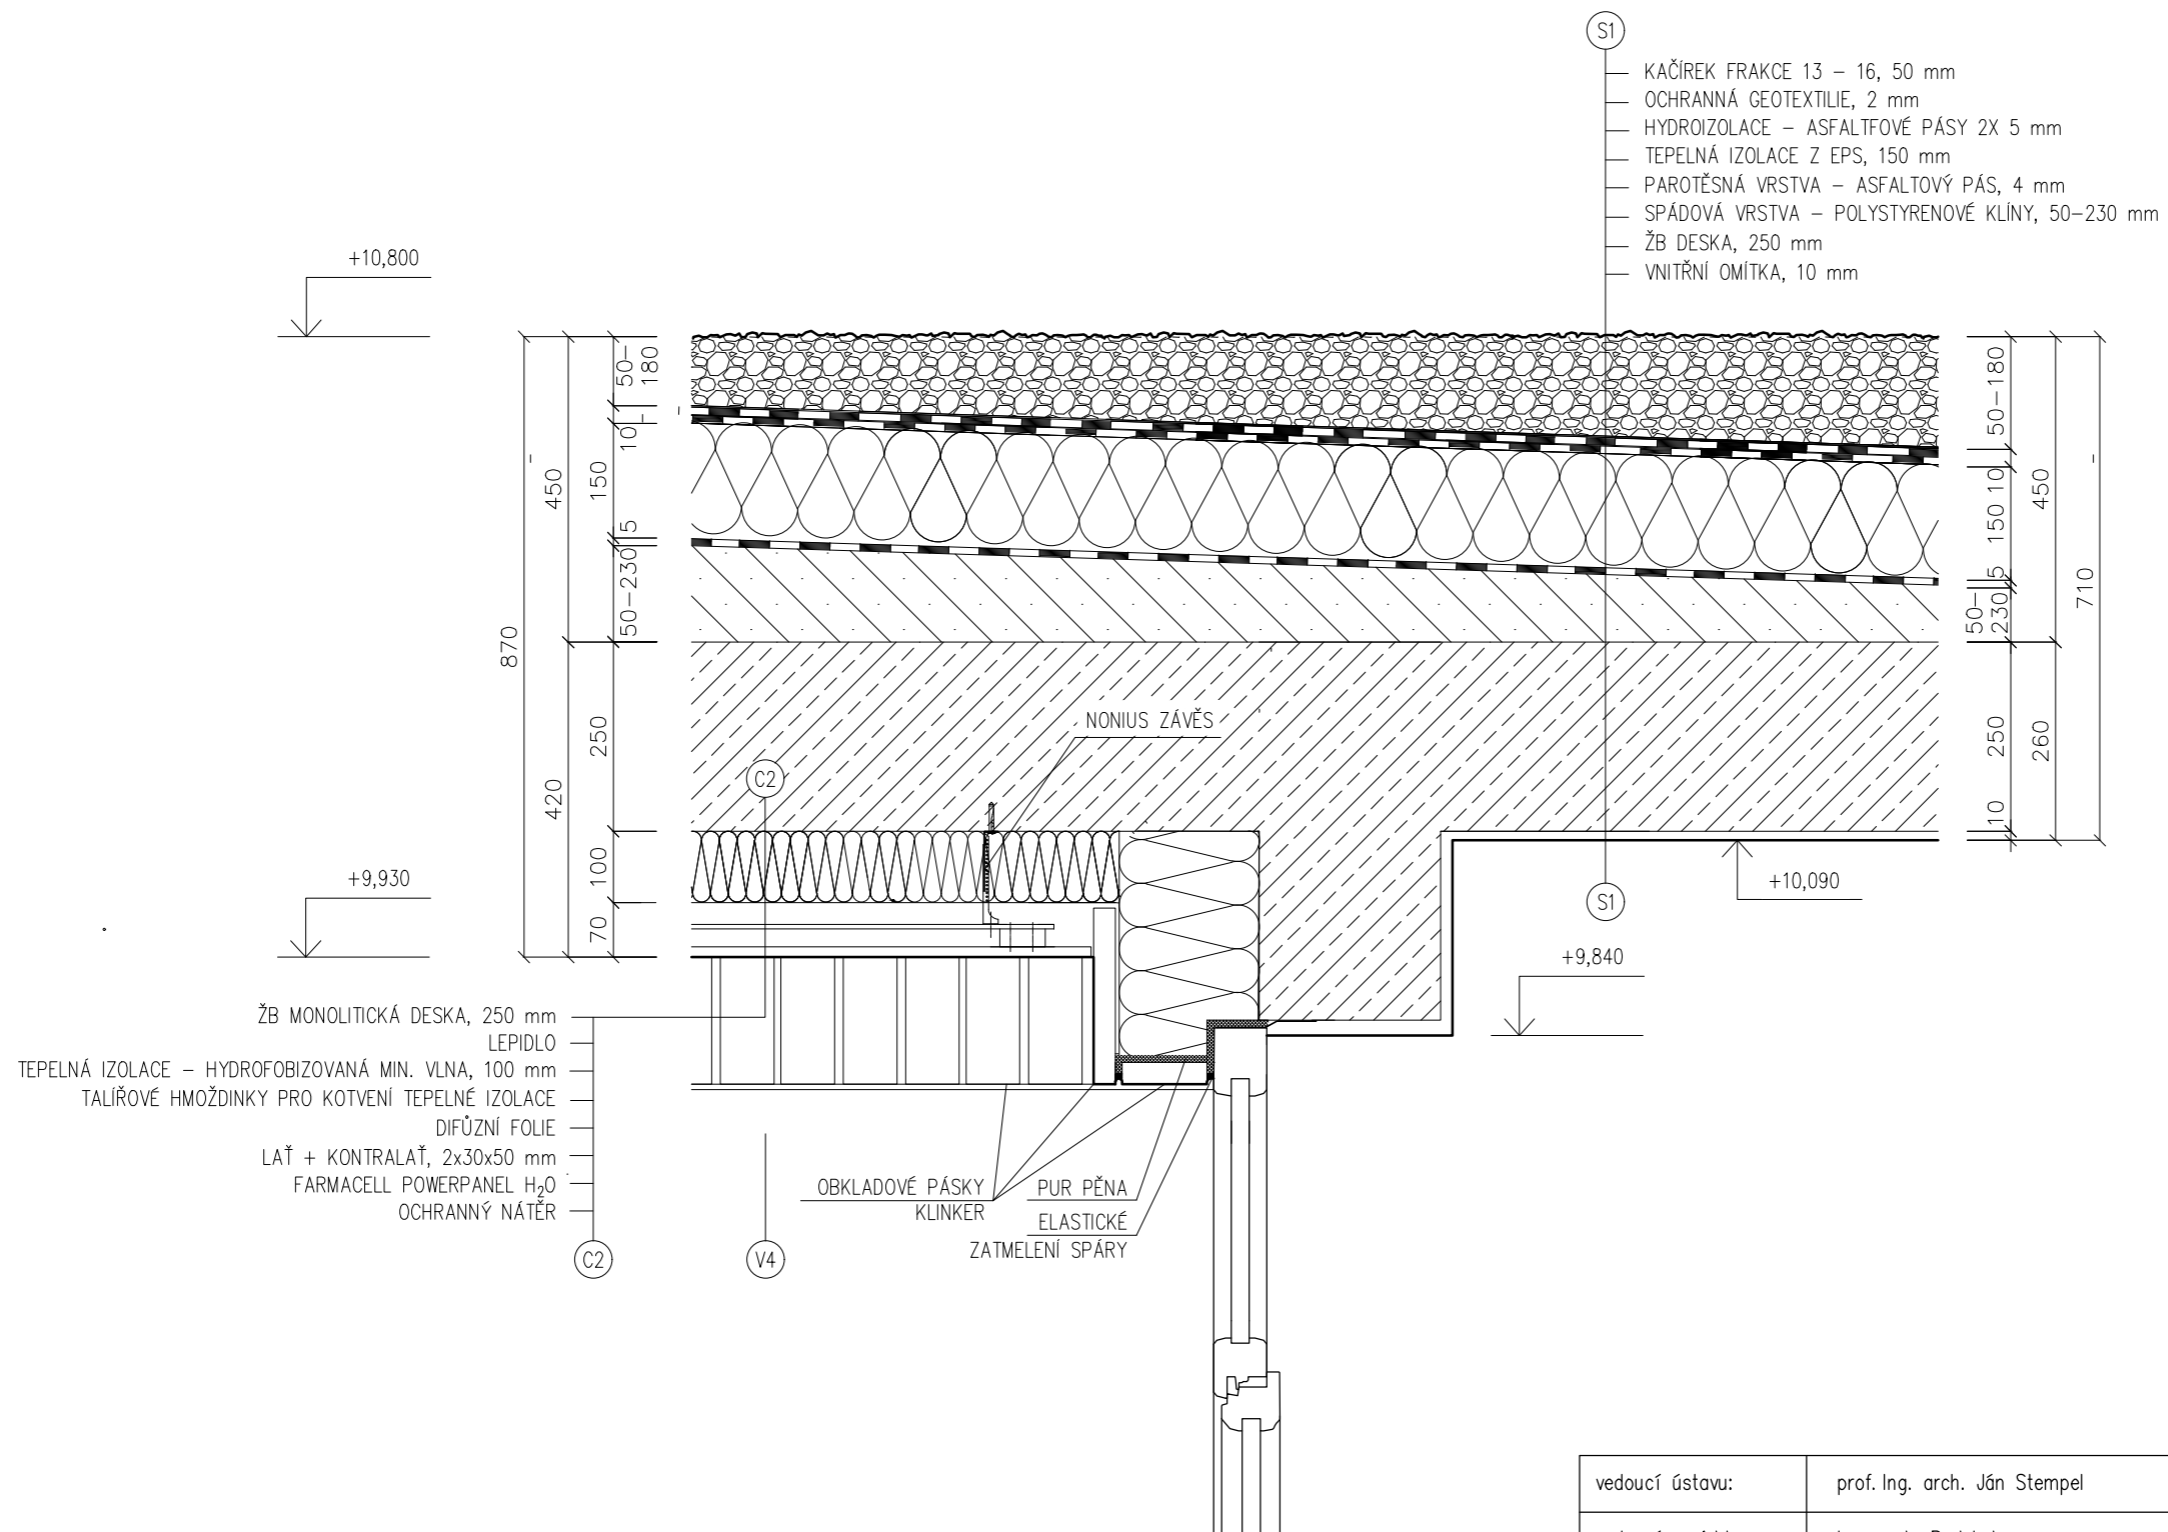 S1
KAČÍREK FRAKCE 13 – 16, 50 mm
OCHRANNÁ GEOTEXTILIE, 2 mm
HYDROIZOLACE – ASFALTFOVÉ PÁSY 2X 5 mm
TEPELNÁ IZOLACE Z EPS, 150 mm
PAROTĚSNÁ VRSTVA – ASFALTOVÝ PÁS, 4 mm
SPÁDOVÁ VRSTVA – POLYSTYRENOVÉ KLÍNY, 50–230 mm
ŽB DESKA, 250 mm
VNITŘNÍ OMÍTKA, 10 mm
+10,800
50–
180
10
150
5
50–230
250
100
70
450
420
870
50–180
10
150
5
50–
230
250
10
450
260
710
NONIUS ZÁVĚS
C2
+9,930
S1
+10,090
+9,840
ŽB MONOLITICKÁ DESKA, 250 mm
LEPIDLO
TEPELNÁ IZOLACE – HYDROFOBIZOVANÁ MIN. VLNA, 100 mm
TALÍŘOVÉ HMOŽDINKY PRO KOTVENÍ TEPELNÉ IZOLACE
DIFŮZNÍ FOLIE
LAŤ + KONTRALAŤ, 2x30x50 mm
FARMACELL POWERPANEL H₂O
OCHRANNÝ NÁTĚR
C2
V4
OBKLADOVÉ PÁSKY
KLINKER
PUR PĚNA
ELASTICKÉ
ZATMELENÍ SPÁRY
vedoucí ústavu:
prof. Ing. arch. Ján Stempel